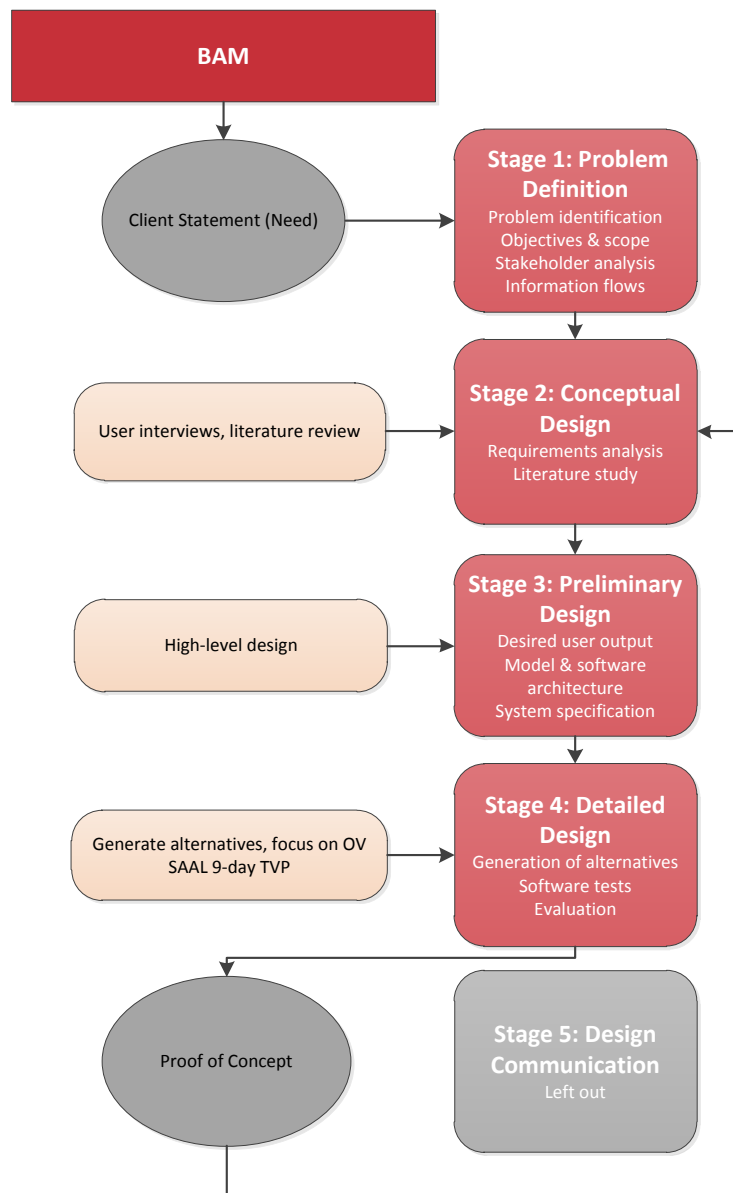 BAM
Client Statement (Need)
Stage 1: Problem
Definition
Problem identification
Objectives & scope
Stakeholder analysis
Information flows
User interviews, literature review
Stage 2: Conceptual
Design
Requirements analysis
Literature study
High-level design
Stage 3: Preliminary
Design
Desired user output
Model & software
architecture
System specification
Generate alternatives, focus on OV
SAAL 9-day TVP
Stage 4: Detailed
Design
Generation of alternatives
Software tests
Evaluation
Proof of Concept
Stage 5: Design
Communication
Left out